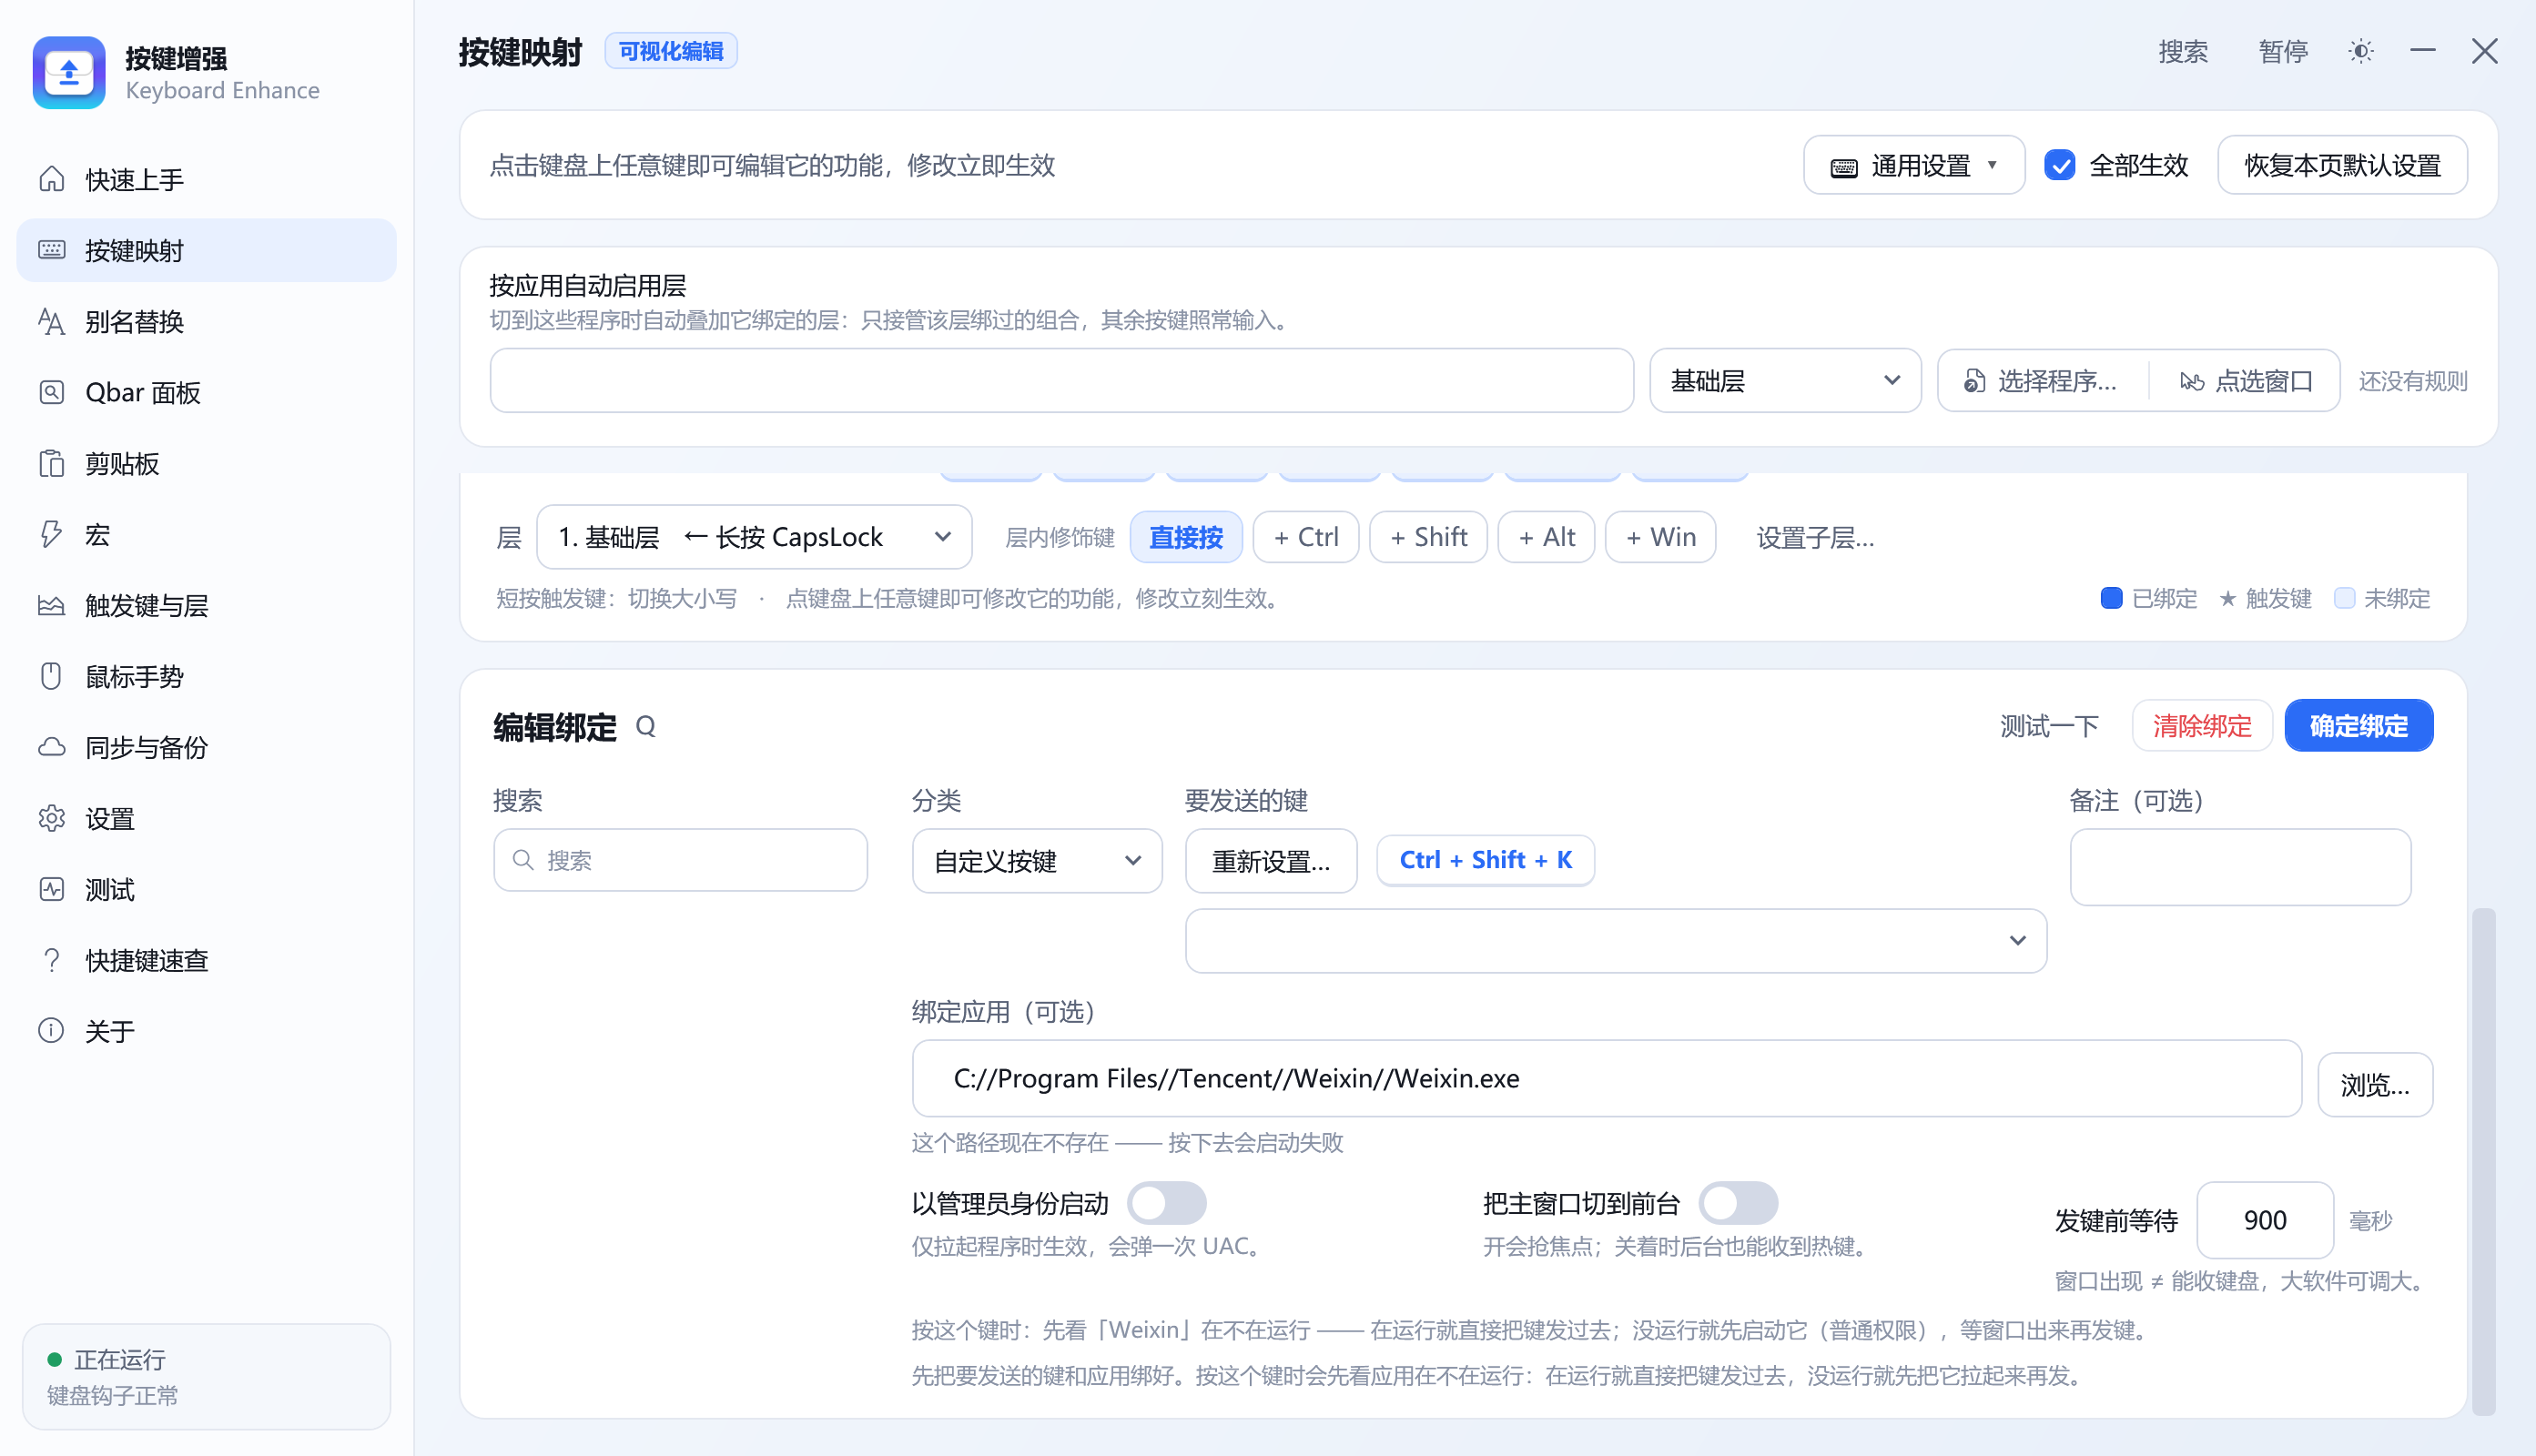 按键增强
Keyboard Enhance
快速上手
按键映射
别名替换
Qbar 面板
剪贴板
宏
触发键与层
鼠标手势
同步与备份
设置
测试
快捷键速查
关于
正在运行
键盘钩子正常
按键映射 可视化编辑 搜索 暂停
点击键盘上任意键即可编辑它的功能，修改立即生效 通用设置 全部生效 恢复本页默认设置
按应用自动启用层
切到这些程序时自动叠加它绑定的层：只接管该层绑过的组合，其余按键照常输入。
基础层 选择程序... 点选窗口 还没有规则
层 1. 基础层 ← 长按 CapsLock 层内修饰键 直接按 + Ctrl + Shift + Alt + Win 设置子层...
短按触发键：切换大小写 · 点键盘上任意键即可修改它的功能，修改立刻生效。 已绑定 ★ 触发键 未绑定
编辑绑定 Q 测试一下 清除绑定 确定绑定
搜索 分类 要发送的键 备注（可选）
搜索 自定义按键 重新设置... Ctrl + Shift + K
绑定应用（可选）
C://Program Files//Tencent//Weixin//Weixin.exe 浏览...
这个路径现在不存在 —— 按下去会启动失败
以管理员身份启动 把主窗口切到前台 发键前等待 900 毫秒
仅拉起程序时生效，会弹一次 UAC。 开会抢焦点；关着时后台也能收到热键。
窗口出现 ≠ 能收键盘，大软件可调大。
按这个键时：先看「Weixin」在不在运行 —— 在运行就直接把键发过去；没运行就先启动它（普通权限），等窗口出来再发键。
先把要发送的键和应用绑好。按这个键时会先看应用在不在运行：在运行就直接把键发过去，没运行就先把它拉起来再发。